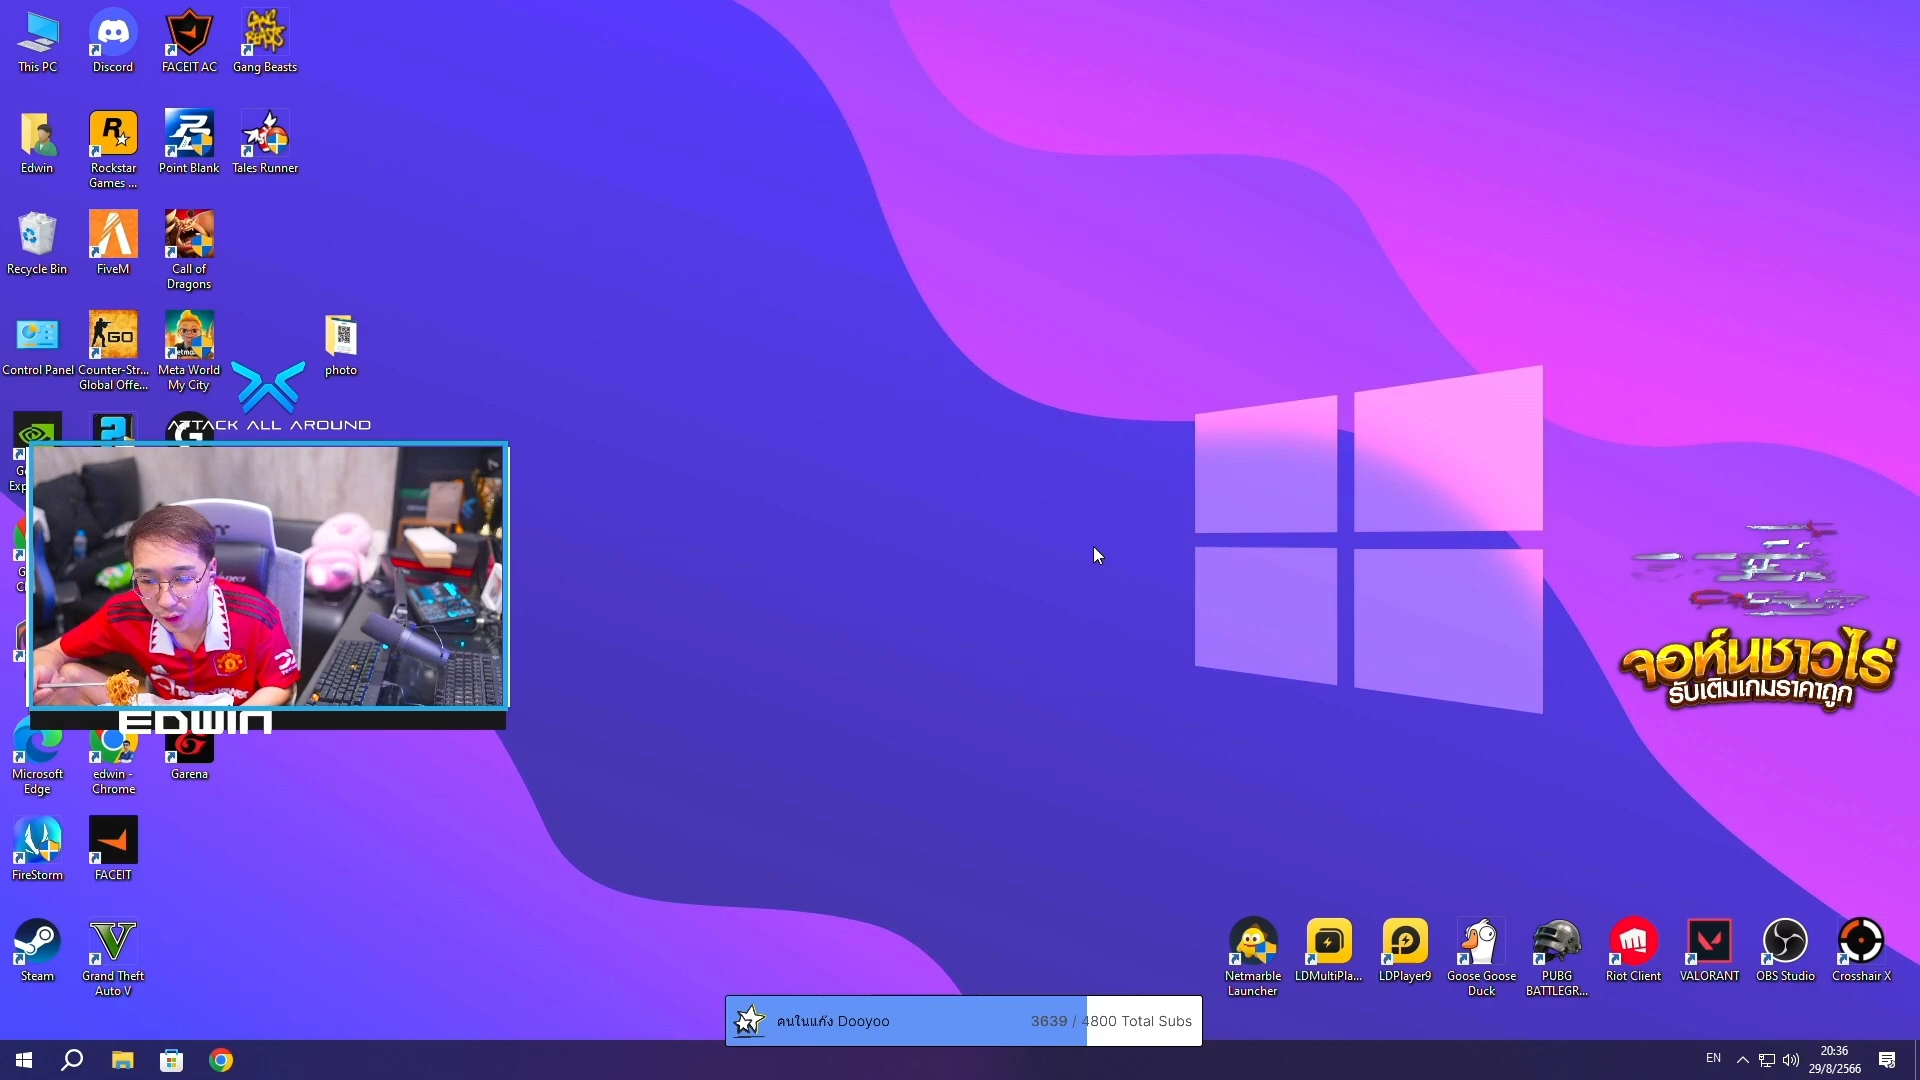 This PC
Discord
FACEIT AC
Gang Beasts
Edwin
Rockstar
Games ...
Point Blank
Tales Runner
Recycle Bin
FiveM
Call of
Dragons
Control Panel
Counter-Str...
Global Offe...
Meta World
My City
photo
ATTACK ALL AROUND
EDWIN
Microsoft
Edge
edwin -
Chrome
Garena
FireStorm
FACEIT
Steam
Grand Theft
Auto V
จอห์นชาวไร่
รับเติมเกมราคาถูก
Netmarble
Launcher
LDMultiPla...
LDPlayer9
Goose Goose
Duck
PUBG
BATTLEGR...
Riot Client
VALORANT
OBS Studio
Crosshair X
คนในแก๊ง Dooyoo
3639 / 4800 Total Subs
EN
20:36
29/8/2566